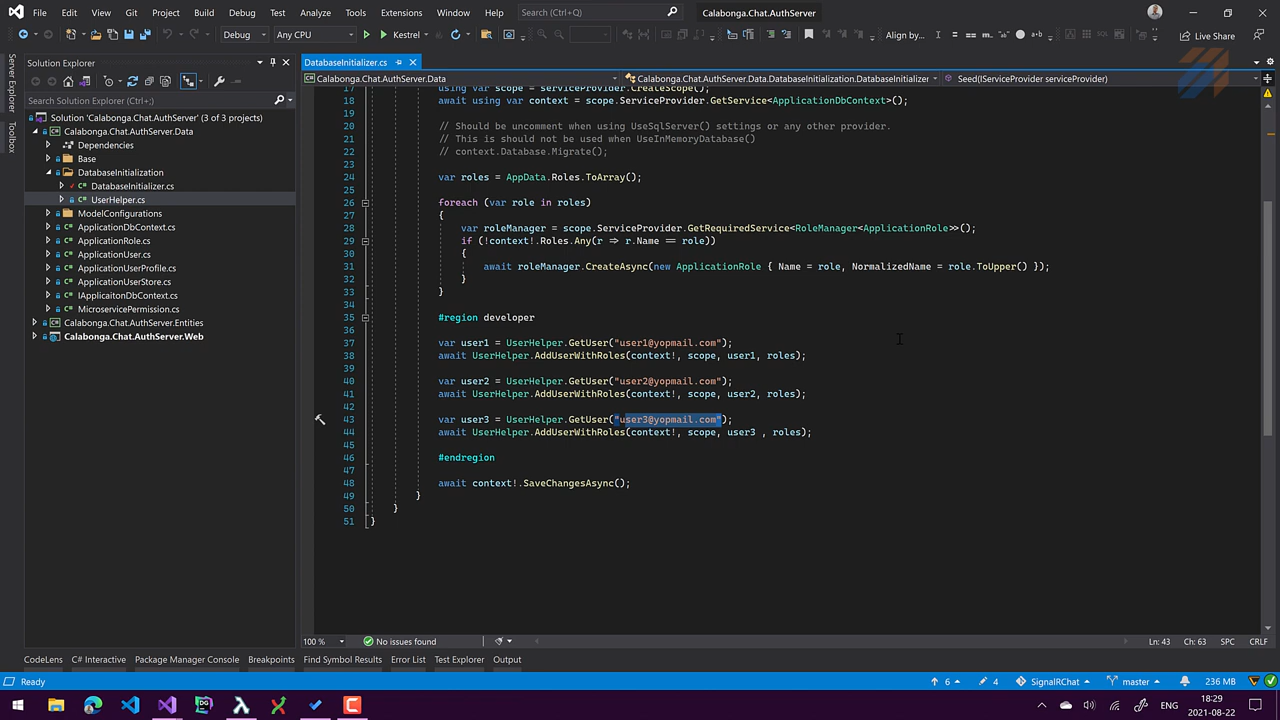 File Edit View Git Project Build Debug Test Analyze Tools Extensions Window Help Search (Ctrl+Q) Calabonga.Chat.AuthServer
Debug Any CPU Kestrel Align by... Live Share
Server Explorer
Toolbox
Solution Explorer
Search Solution Explorer (Ctrl+;)
Solution 'Calabonga.Chat.AuthServer' (3 of 3 projects)
Calabonga.Chat.AuthServer.Data
Dependencies
Base
DatabaseInitialization
DatabaseInitializer.cs
UserHelper.cs
ModelConfigurations
ApplicationDbContext.cs
ApplicationRole.cs
ApplicationUser.cs
ApplicationUserProfile.cs
ApplicationUserStore.cs
IApplicaitonDbContext.cs
MicroservicePermission.cs
Calabonga.Chat.AuthServer.Entities
Calabonga.Chat.AuthServer.Web
DatabaseInitializer.cs
Calabonga.Chat.AuthServer.Data Calabonga.Chat.AuthServer.Data.DatabaseInitialization.DatabaseInitializer Seed(IServiceProvider serviceProvider)
17 using var scope = serviceProvider.CreateScope();
18 await using var context = scope.ServiceProvider.GetService<ApplicationDbContext>();
19
20 // Should be uncomment when using UseSqlServer() settings or any other provider.
21 // This is should not be used when UseInMemoryDatabase()
22 // context.Database.Migrate();
23
24 var roles = AppData.Roles.ToArray();
25
26 foreach (var role in roles)
27 {
28 var roleManager = scope.ServiceProvider.GetRequiredService<RoleManager<ApplicationRole>>();
29 if (!context!.Roles.Any(r => r.Name == role))
30 {
31 await roleManager.CreateAsync(new ApplicationRole { Name = role, NormalizedName = role.ToUpper() });
32 }
33 }
34
35 #region developer
36
37 var user1 = UserHelper.GetUser("user1@yopmail.com");
38 await UserHelper.AddUserWithRoles(context!, scope, user1, roles);
39
40 var user2 = UserHelper.GetUser("user2@yopmail.com");
41 await UserHelper.AddUserWithRoles(context!, scope, user2, roles);
42
43 var user3 = UserHelper.GetUser("user3@yopmail.com");
44 await UserHelper.AddUserWithRoles(context!, scope, user3 , roles);
45
46 #endregion
47
48 await context!.SaveChangesAsync();
49 }
50 }
51 }
100 % No issues found Ln: 43 Ch: 63 SPC CRLF
CodeLens C# Interactive Package Manager Console Breakpoints Find Symbol Results Error List Test Explorer Output
Ready 6 4 SignalRChat master 236 MB
ENG 18:29
2021-08-22